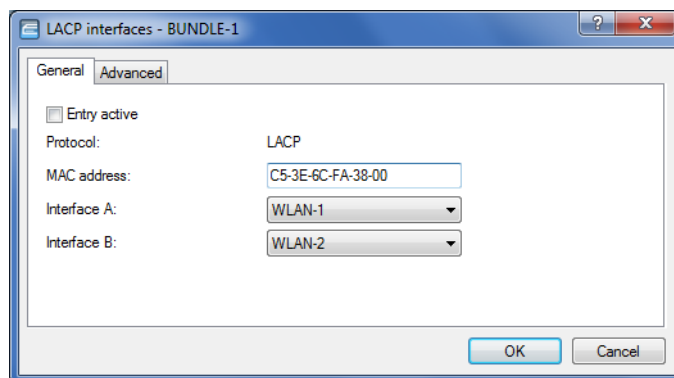 LACP interfaces - BUNDLE-1
General Advanced
Entry active
Protocol: LACP
MAC address: C5-3E-6C-FA-38-00
Interface A: WLAN-1
Interface B: WLAN-2
OK Cancel